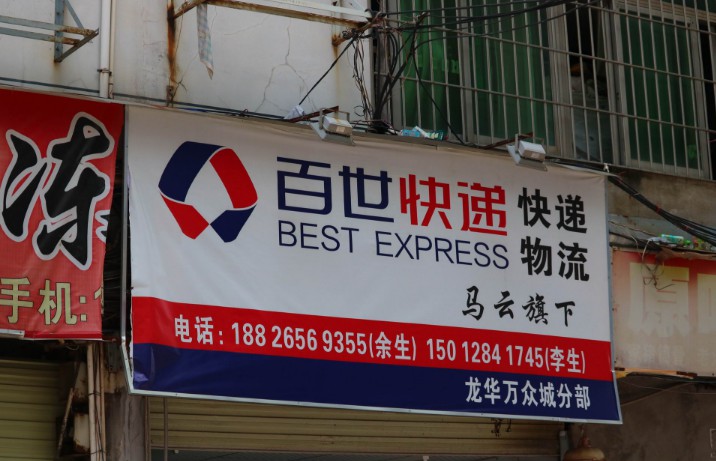 冻
手机:
百世快递
BEST EXPRESS
快递
物流
马云旗下
电话: 188 2656 9355(余生) 150 1284 1745(李生)
龙华万众城分部